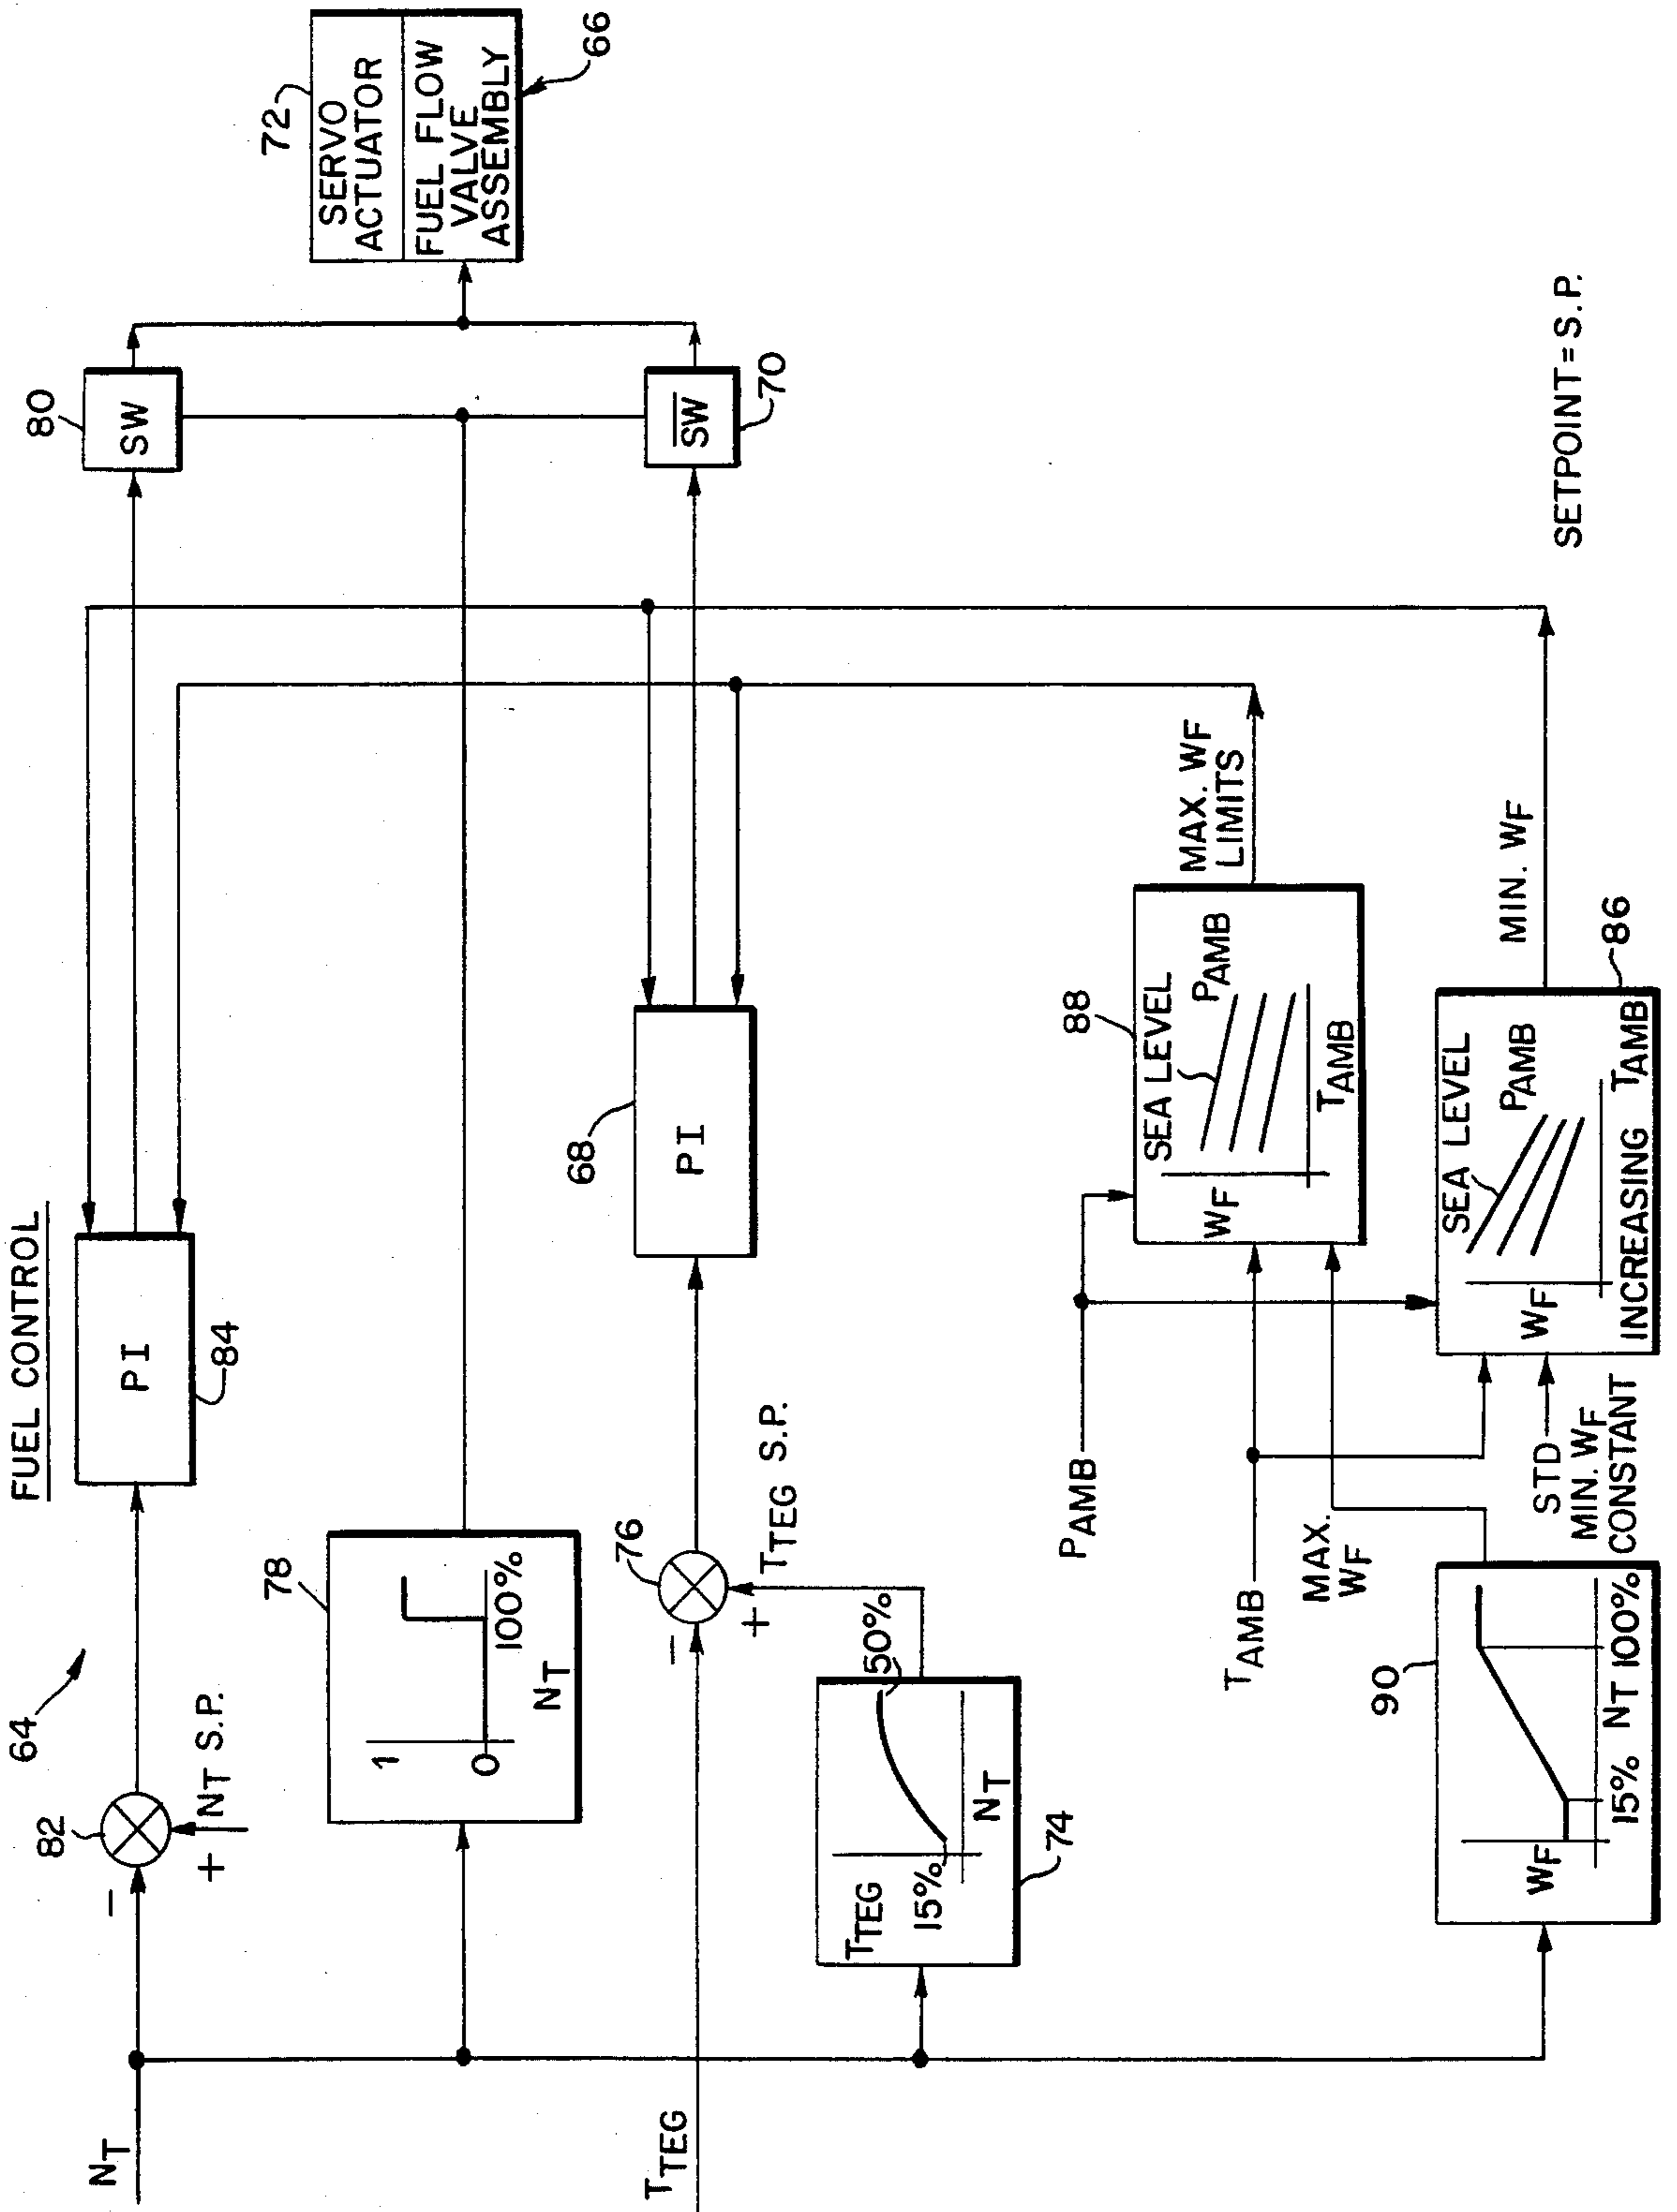 FUEL CONTROL
64
NT
82
−
+
NT S.P.
PI
84
80
SW
72
SERVO
ACTUATOR
FUEL FLOW
VALVE
ASSEMBLY
66
78
1
0
100%
NT
TTEG
76
−
+
TTEG S.P.
68
PI
SW
70
TTEG
15%
50%
NT
74
PAMB
TAMB
MAX.
WF
88
SEA LEVEL
PAMB
WF
TAMB
MAX. WF
LIMITS
90
WF
15% NT 100%
STD
MIN. WF
CONSTANT
SEA LEVEL
PAMB
WF
INCREASING TAMB
86
MIN. WF
SETPOINT = S.P.